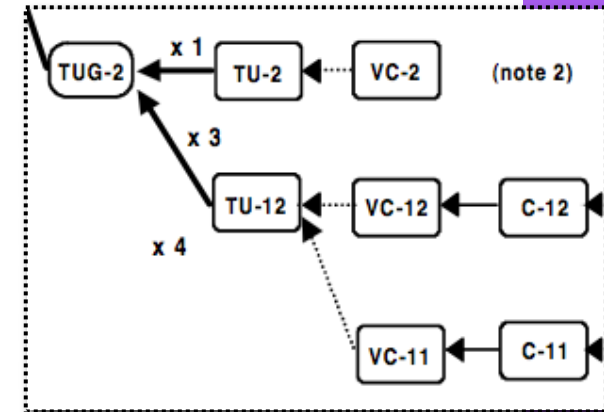 x 1
TUG-2 TU-2 VC-2 (note 2)
x 3
TU-12 VC-12 C-12
x 4
VC-11 C-11